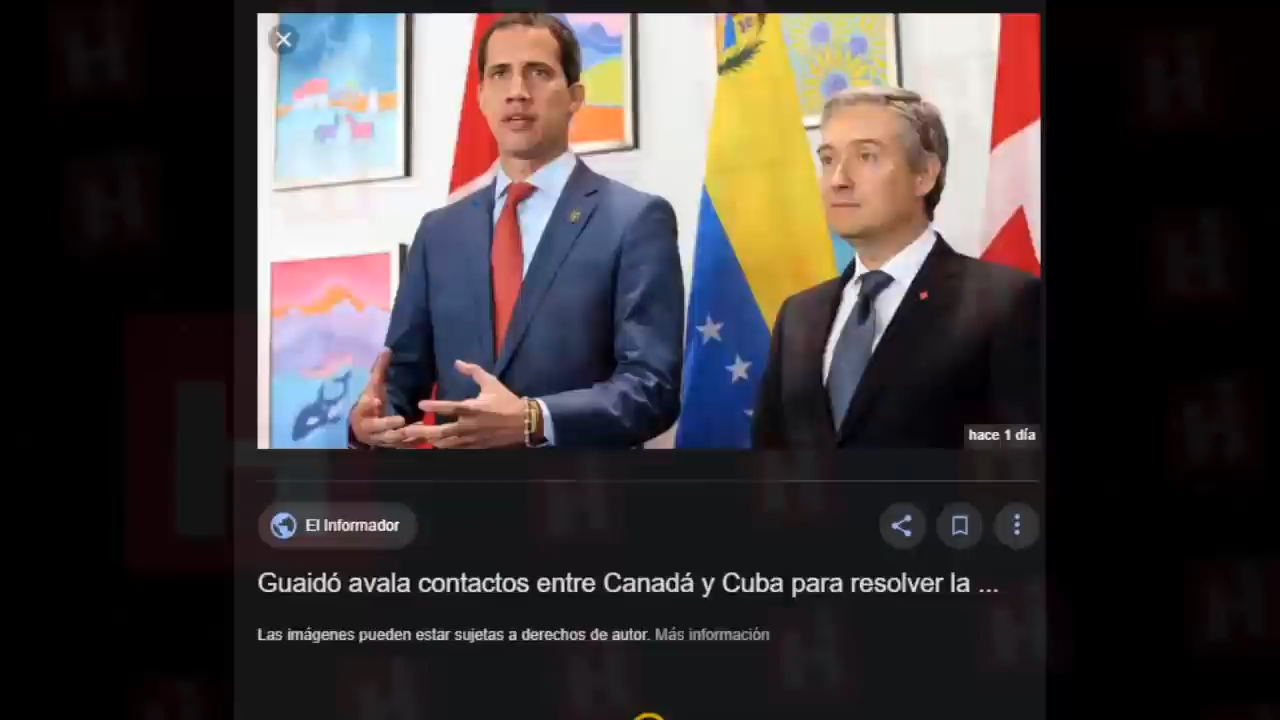 hace 1 día
El Informador
Guaidó avala contactos entre Canadá y Cuba para resolver la ...
Las imágenes pueden estar sujetas a derechos de autor. Más información